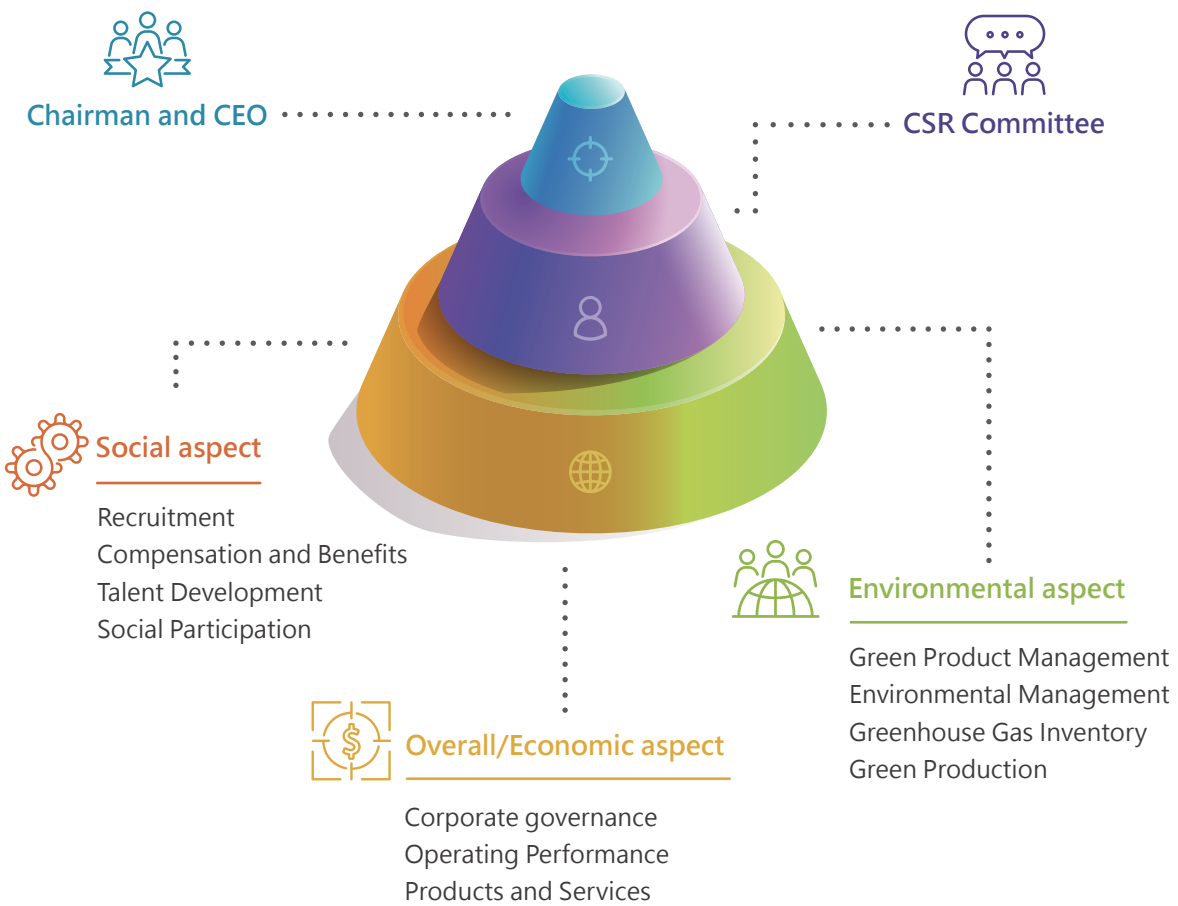 Chairman and CEO
CSR Committee
Social aspect
Recruitment
Compensation and Benefits
Talent Development
Social Participation
Overall/Economic aspect
Corporate governance
Operating Performance
Products and Services
Environmental aspect
Green Product Management
Environmental Management
Greenhouse Gas Inventory
Green Production
$